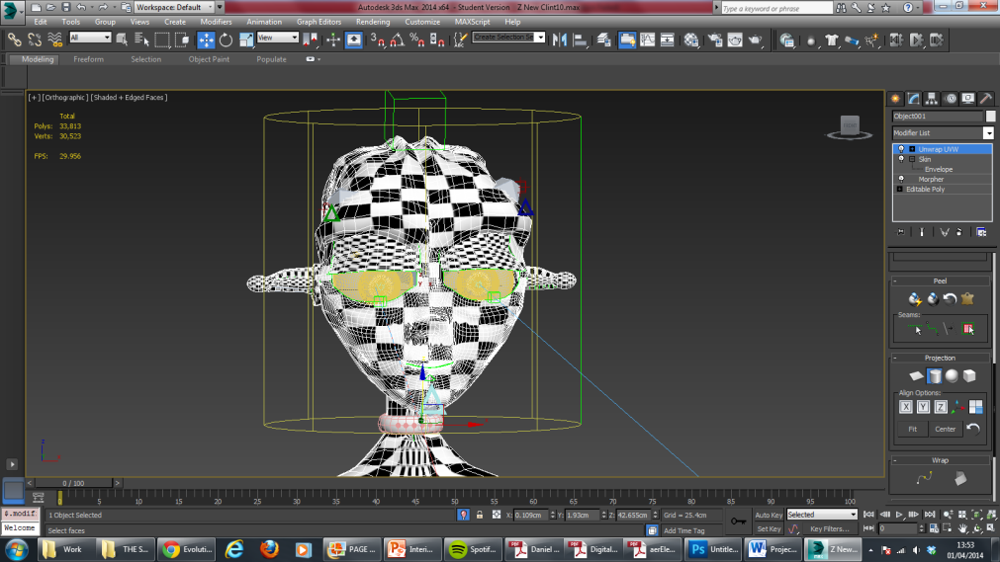 Workspace: Default
Autodesk 3ds Max 2014 x64 - Student Version Z New Clint10.max
Type a keyword or phrase
Edit Tools Group Views Create Modifiers Animation Graph Editors Rendering Customize MAXScript Help
All
View
Create Selection Se
Modeling Freeform Selection Object Paint Populate
[+] [Orthographic] [Shaded + Edged Faces]
Total
Polys: 33,813
Verts: 30,523
FPS: 29.956
Object001
Modifier List
Unwrap UVW
Skin
Envelope
Morpher
Editable Poly
Peel
Seams:
Projection
Align Options:
X Y Z
Fit Center
Wrap
0 / 100
0 5 10 15 20 25 30 35 40 45 50 55 60 65 70 75 80 85 90 95 100
$.modif.
1 Object Selected
X: 0.109cm Y: 1.93cm Z: 42.655cm Grid = 25.4cm
Auto Key Selected
Welcome
Select faces
Add Time Tag
Set Key Key Filters...
0
Work THE S... Evoluti... PAGE ... Interi... Spotif... Daniel ... Digital... aerEle... Untitle... Projec... Z New...
13:53
01/04/2014